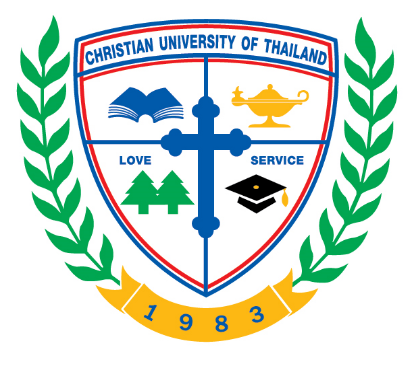 CHRISTIAN UNIVERSITY OF THAILAND
LOVE
SERVICE
1983